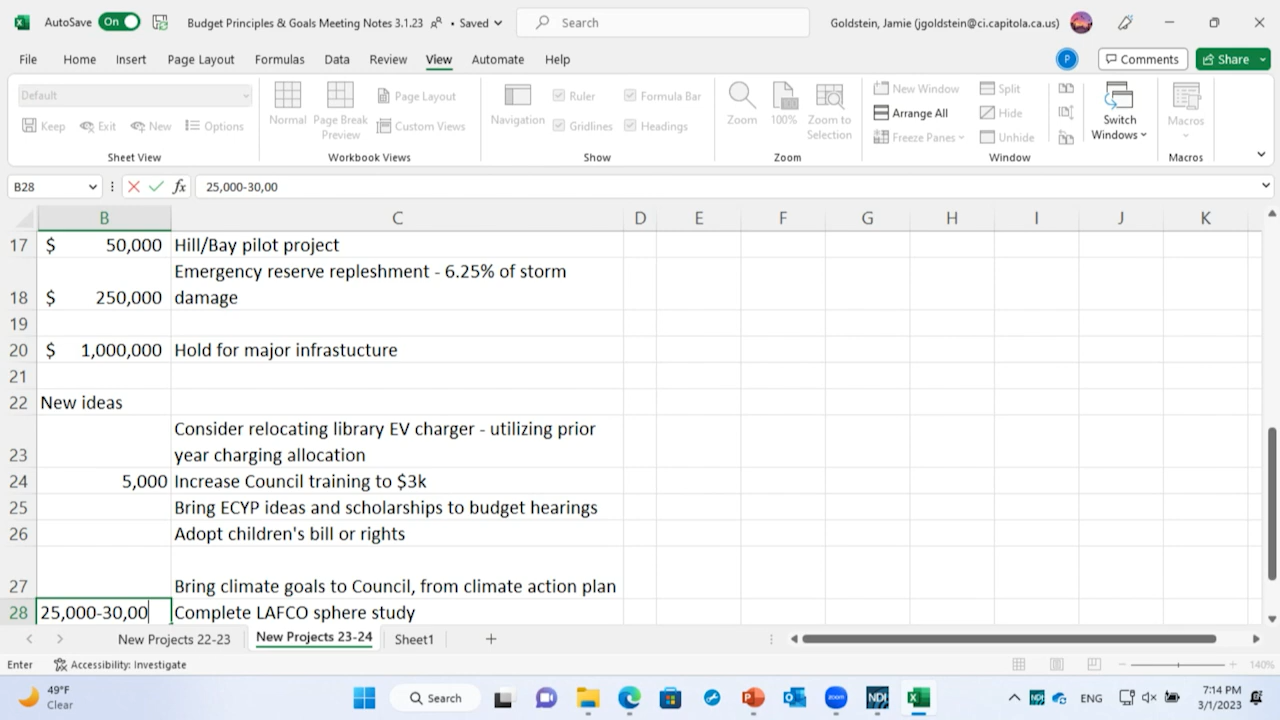 AutoSave On Budget Principles & Goals Meeting Notes 3.1.23 • Saved Search Goldstein, Jamie (jgoldstein@ci.capitola.ca.us)
File Home Insert Page Layout Formulas Data Review View Automate Help P Comments Share
Default
Keep Exit New Options
Sheet View
Normal
Page Break Preview
Page Layout
Custom Views
Workbook Views
Navigation
Ruler
Gridlines
Formula Bar
Headings
Show
Zoom
100%
Zoom to Selection
Zoom
New Window
Arrange All
Freeze Panes
Split
Hide
Unhide
Switch Windows
Window
Macros
Macros
B28 fx 25,000-30,00
B C D E F G H I J K
17 $ 50,000 Hill/Bay pilot project
Emergency reserve repleshment - 6.25% of storm
18 $ 250,000 damage
19
20 $ 1,000,000 Hold for major infrastucture
21
22 New ideas
Consider relocating library EV charger - utilizing prior
23 year charging allocation
24 5,000 Increase Council training to $3k
25 Bring ECYP ideas and scholarships to budget hearings
26 Adopt children's bill or rights
27 Bring climate goals to Council, from climate action plan
28 25,000-30,00 Complete LAFCO sphere study
New Projects 22-23 New Projects 23-24 Sheet1
Enter Accessibility: Investigate 140%
49°F
Clear
Search
zoom
NDI
ENG
7:14 PM
3/1/2023